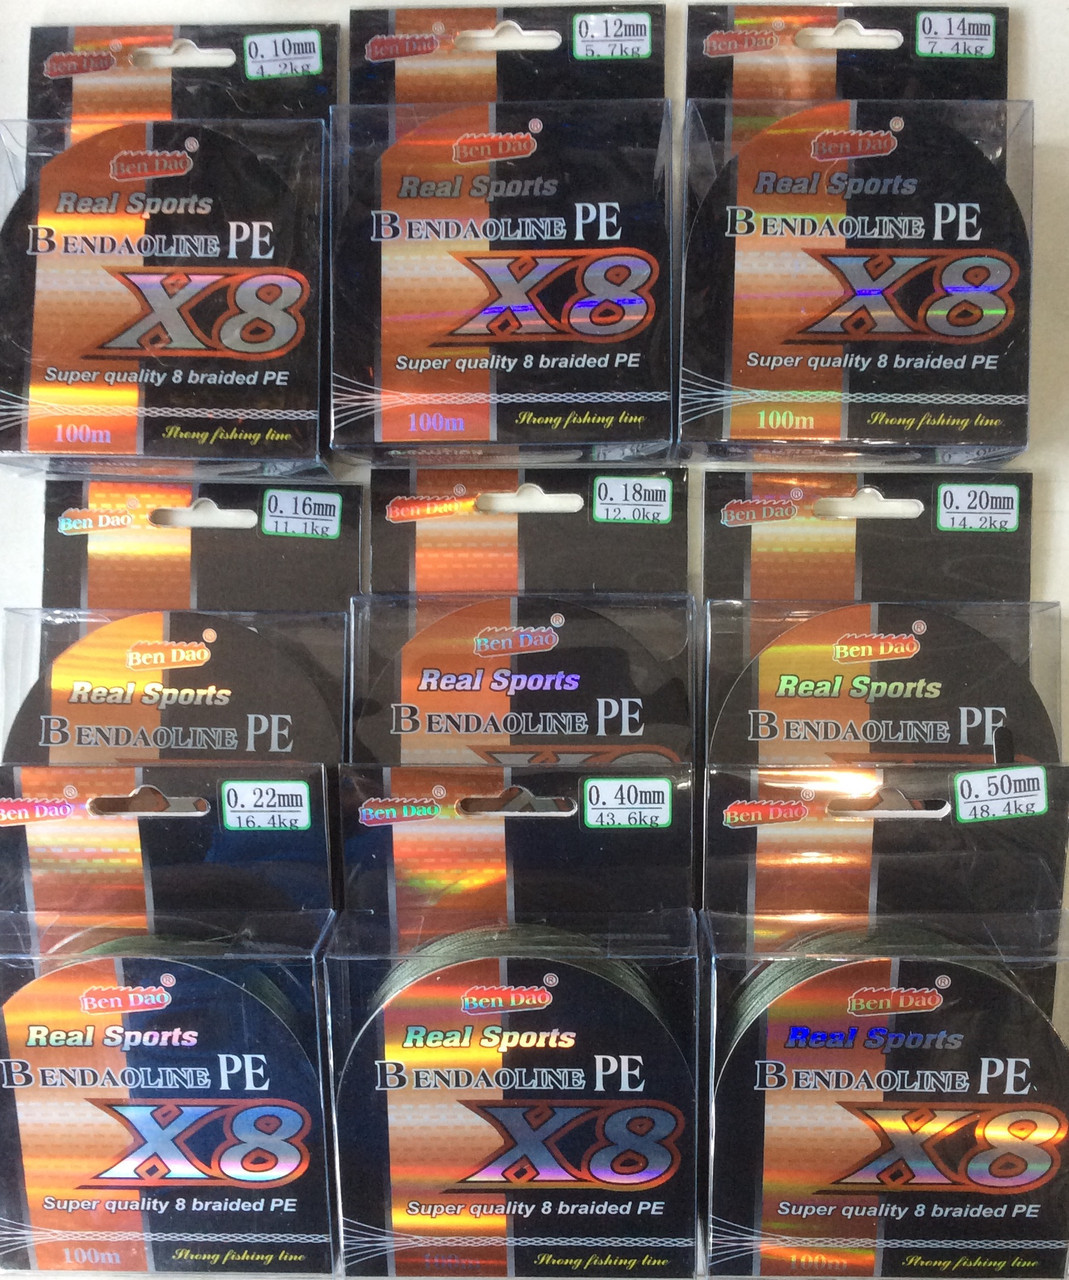 Ben Dao®
0.10mm
4.2kg
Ben Dao®
Real Sports
BENDAOLINE PE
X8
Super quality 8 braided PE
100m
Strong fishing line
Ben Dao®
0.12mm
5.7kg
Ben Dao®
Real Sports
BENDAOLINE PE
X8
Super quality 8 braided PE
100m
Strong fishing line
Ben Dao®
0.14mm
7.4kg
Ben Dao®
Real Sports
BENDAOLINE PE
X8
Super quality 8 braided PE
100m
Strong fishing line
Ben Dao®
0.16mm
11.1kg
Ben Dao®
Real Sports
BENDAOLINE PE
Ben Dao®
0.18mm
12.0kg
Ben Dao®
Real Sports
BENDAOLINE PE
Ben Dao®
0.20mm
14.2kg
Ben Dao®
Real Sports
BENDAOLINE PE
Ben Dao®
0.22mm
16.4kg
Ben Dao®
Real Sports
BENDAOLINE PE
X8
Super quality 8 braided PE
100m
Strong fishing line
Ben Dao®
0.40mm
43.6kg
Ben Dao®
Real Sports
BENDAOLINE PE
X8
Super quality 8 braided PE
100m
Strong fishing line
Ben Dao®
0.50mm
48.4kg
Ben Dao®
Real Sports
BENDAOLINE PE
X8
Super quality 8 braided PE
100m
Strong fishing line